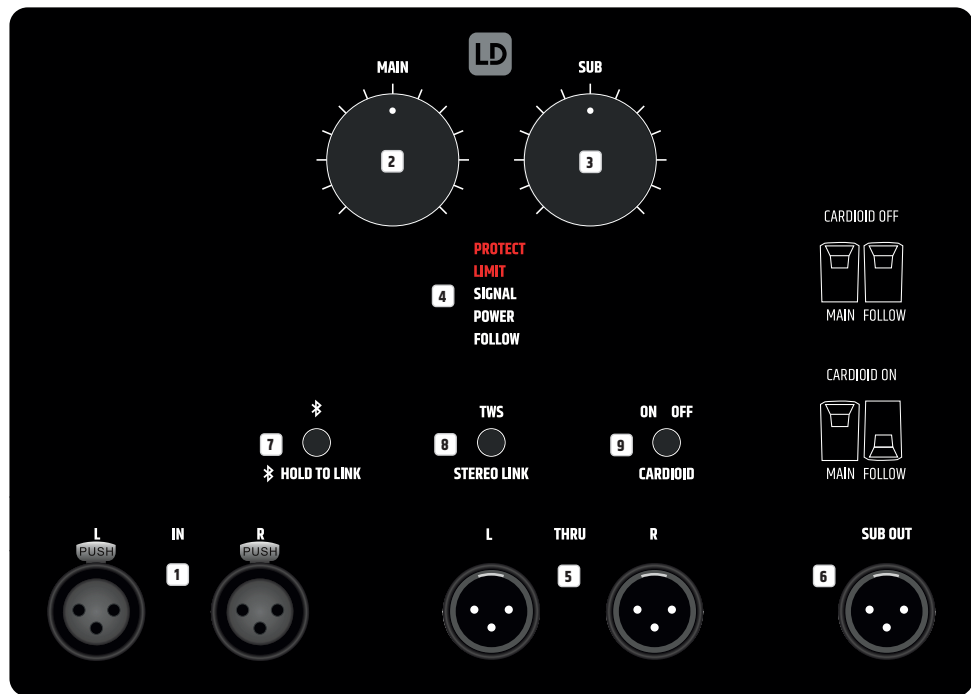 LD
MAIN
SUB
2
3
CARDIOID OFF
MAIN FOLLOW
PROTECT
LIMIT
4
SIGNAL
POWER
FOLLOW
CARDIOID ON
MAIN FOLLOW
TWS
ON OFF
7
8
9
HOLD TO LINK
STEREO LINK
CARDIOID
L IN R
L THRU R
SUB OUT
PUSH
PUSH
1
5
6